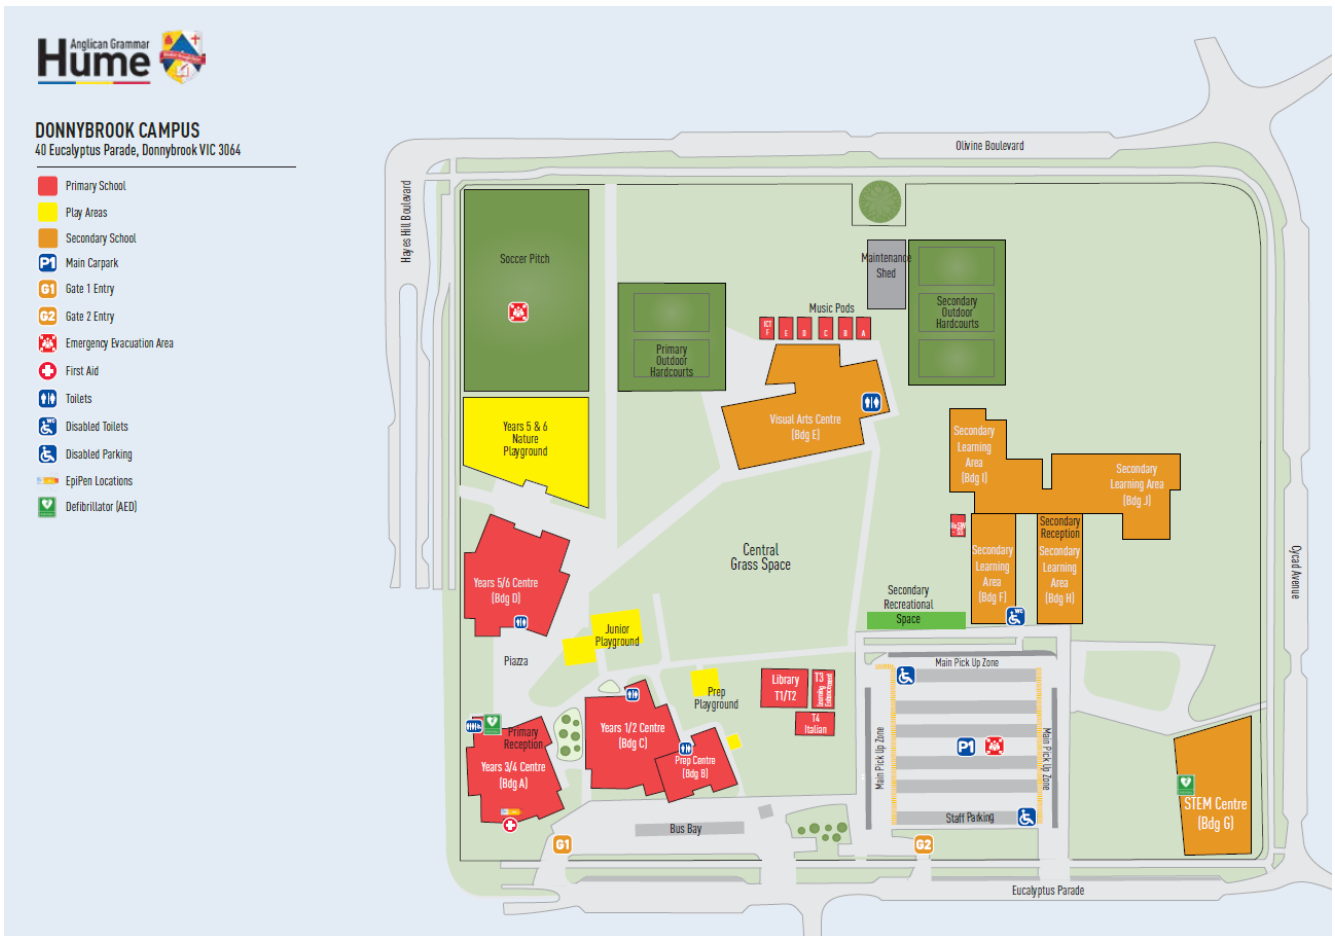 Anglican Grammar
Hume
DONNYBROOK CAMPUS
40 Eucalyptus Parade, Donnybrook VIC 3064
Primary School
Play Areas
Secondary School
P1 Main Carpark
G1 Gate 1 Entry
G2 Gate 2 Entry
Emergency Evacuation Area
First Aid
Toilets
Disabled Toilets
Disabled Parking
EpiPen Locations
Defibrillator (AED)
Olivine Boulevard
Hayes Hill Boulevard
Soccer Pitch
Maintenance
Shed
Secondary
Outdoor
Hardcourts
Music Pods
ICT
F
E
D
C
B
A
Primary
Outdoor
Hardcourts
Visual Arts Centre
(Bdg E)
Years 5 & 6
Nature
Playground
Secondary
Learning
Area
(Bdg I)
Secondary
Learning Area
(Bdg J)
Secondary
Reception
Secondary
Learning
Area
(Bdg F)
Secondary
Learning
Area
(Bdg H)
Central
Grass Space
Cycad Avenue
Years 5/6 Centre
(Bdg D)
Secondary
Recreational
Space
Junior
Playground
Piazza
Main Pick Up Zone
Library
T1/T2
T3
Learning
Enhancement
T4
Italian
Prep
Playground
Primary
Reception
Years 1/2 Centre
(Bdg C)
Main Pick Up Zone
P1
Main Pick Up Zone
Years 3/4 Centre
(Bdg A)
Prep Centre
(Bdg B)
STEM Centre
(Bdg G)
Staff Parking
Bus Bay
G1
G2
Eucalyptus Parade